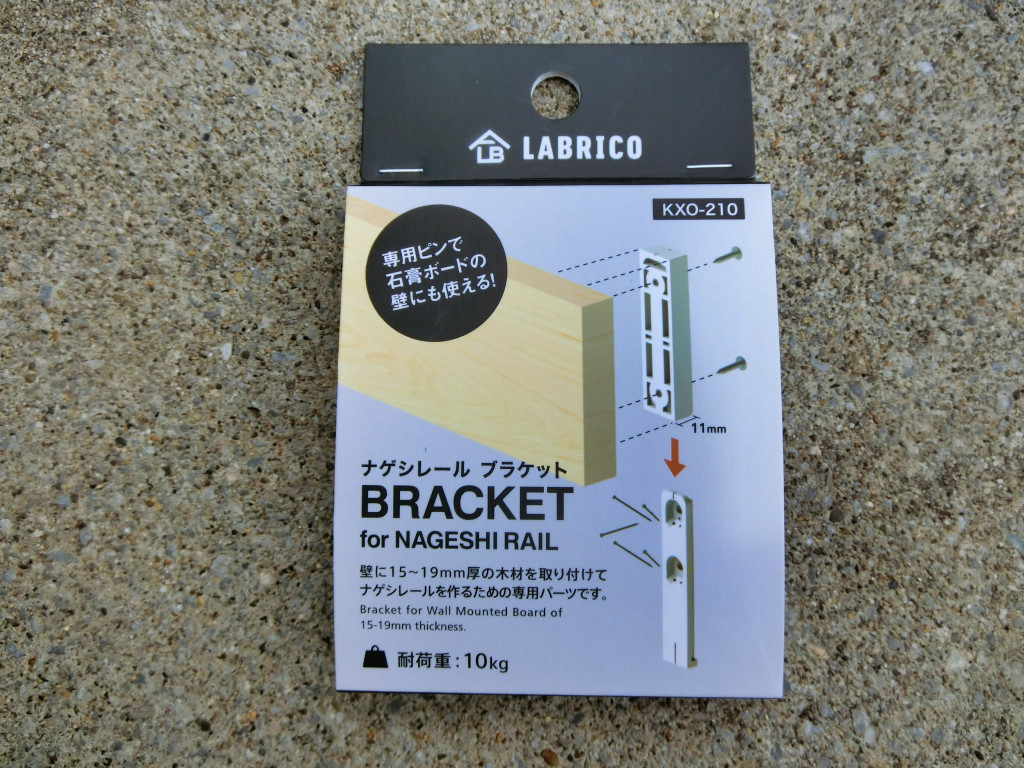 LB LABRICO
KXO-210
専用ピンで
石膏ボードの
壁にも使える!
11mm
ナゲシレール ブラケット
BRACKET
for NAGESHI RAIL
壁に15~19mm厚の木材を取り付けて
ナゲシレールを作るための専用パーツです。
Bracket for Wall Mounted Board of
15-19mm thickness.
耐荷重:10kg